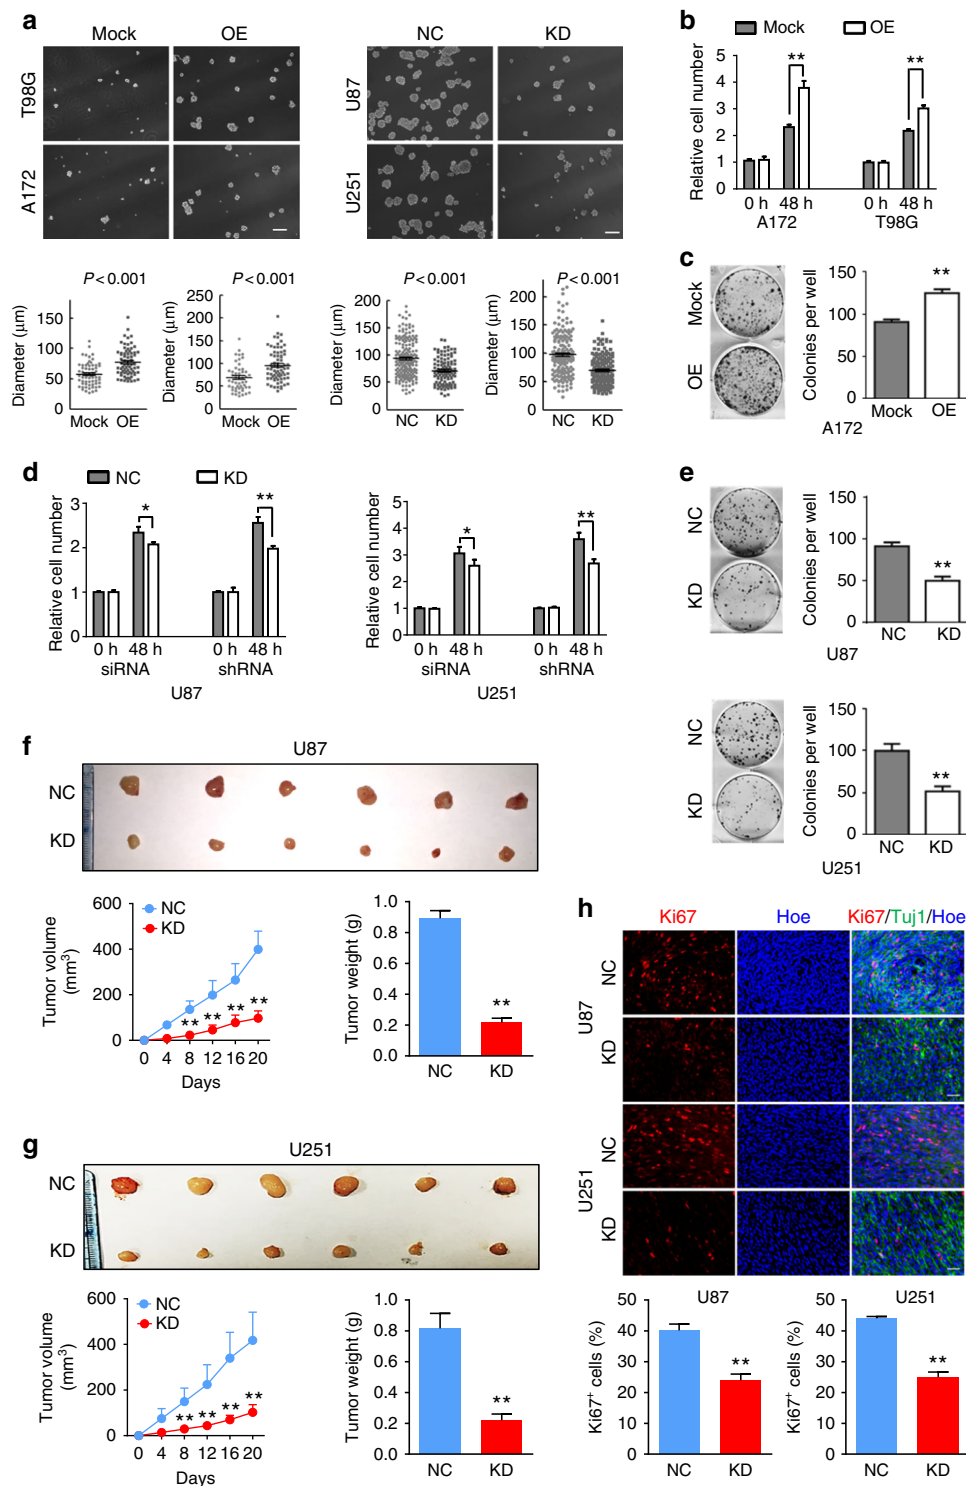 a
Mock OE NC KD
T98G
A172
U87
U251
P < 0.001
Diameter (μm)
150
100
50
0
Mock OE
P < 0.001
Diameter (μm)
250
200
150
100
50
0
Mock OE
P < 0.001
Diameter (μm)
200
150
100
50
0
NC KD
P < 0.001
Diameter (μm)
200
150
100
50
0
NC KD
b
Mock OE
Relative cell number
5
4
3
2
1
0
** **
0 h 48 h 0 h 48 h
A172 T98G
c
Mock
OE
Colonies per well
150
100
50
0
**
Mock OE
A172
d
NC KD
Relative cell number
3
2
1
0
* **
0 h 48 h 0 h 48 h
siRNA shRNA
U87
Relative cell number
5
4
3
2
1
0
* **
0 h 48 h 0 h 48 h
siRNA shRNA
U251
e
NC
KD
Colonies per well
150
100
50
0
**
NC KD
U87
NC
KD
Colonies per well
150
100
50
0
**
NC KD
U251
f
U87
NC
KD
Tumor volume
(mm3)
600
400
200
0
NC
KD
** ** ** **
0 4 8 12 16 20
Days
Tumor weight (g)
1.0
0.8
0.6
0.4
0.2
0.0
**
NC KD
g
U251
NC
KD
Tumor volume
(mm3)
600
400
200
0
NC
KD
** ** ** **
0 4 8 12 16 20
Days
Tumor weight (g)
1.0
0.8
0.6
0.4
0.2
0.0
**
NC KD
h
Ki67 Hoe Ki67/Tuj1/Hoe
U87
NC
KD
U251
NC
KD
U87
Ki67+ cells (%)
50
40
30
20
10
0
**
NC KD
U251
Ki67+ cells (%)
50
40
30
20
10
0
**
NC KD